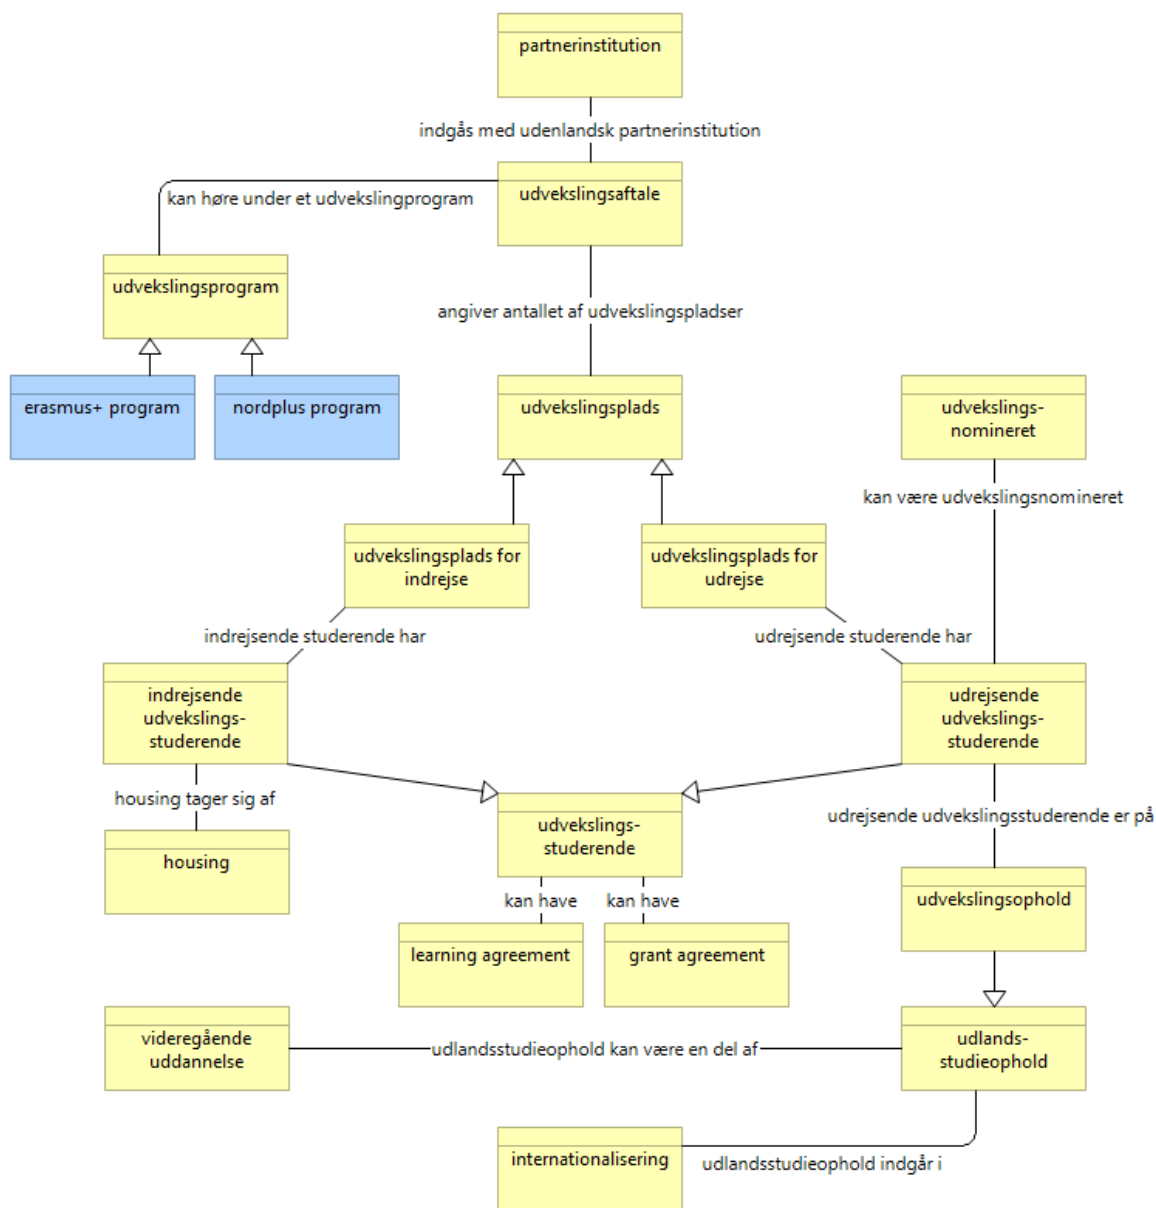 partnerinstitution
indgås med udenlandsk partnerinstitution
udvekslingsaftale
kan høre under et udvekslingprogram
udvekslingsprogram
angiver antallet af udvekslingspladser
erasmus+ program
nordplus program
udvekslingsplads
udvekslings-
nomineret
kan være udvekslingsnomineret
udvekslingsplads for
indrejse
udvekslingsplads for
udrejse
indrejsende studerende har
udrejsende studerende har
indrejsende
udvekslings-
studerende
udrejsende
udvekslings-
studerende
housing tager sig af
udvekslings-
studerende
udrejsende udvekslingsstuderende er på
housing
kan have
kan have
udvekslingsophold
learning agreement
grant agreement
videregående
uddannelse
udlandsstudieophold kan være en del af
udlands-
studieophold
internationalisering
udlandsstudieophold indgår i